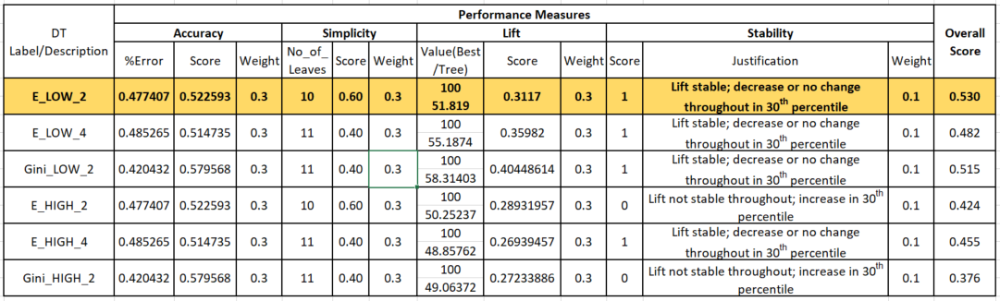 Performance Measures
DT Label/Description Accuracy Simplicity Lift Stability Overall Score
%Error Score Weight No_of_Leaves Score Weight Value(Best/Tree) Score Weight Score Justification Weight
E_LOW_2 0.477407 0.522593 0.3 10 0.60 0.3 100 51.819 0.3117 0.3 1 Lift stable; decrease or no change throughout in 30th percentile 0.1 0.530
E_LOW_4 0.485265 0.514735 0.3 11 0.40 0.3 100 55.1874 0.35982 0.3 1 Lift stable; decrease or no change throughout in 30th percentile 0.1 0.482
Gini_LOW_2 0.420432 0.579568 0.3 11 0.40 0.3 100 58.31403 0.40448614 0.3 1 Lift stable; decrease or no change throughout in 30th percentile 0.1 0.515
E_HIGH_2 0.477407 0.522593 0.3 10 0.60 0.3 100 50.25237 0.28931957 0.3 0 Lift not stable throughout; increase in 30th percentile 0.1 0.424
E_HIGH_4 0.485265 0.514735 0.3 11 0.40 0.3 100 48.85762 0.26939457 0.3 1 Lift stable; decrease or no change throughout in 30th percentile 0.1 0.455
Gini_HIGH_2 0.420432 0.579568 0.3 11 0.40 0.3 100 49.06372 0.27233886 0.3 0 Lift not stable throughout; increase in 30th percentile 0.1 0.376